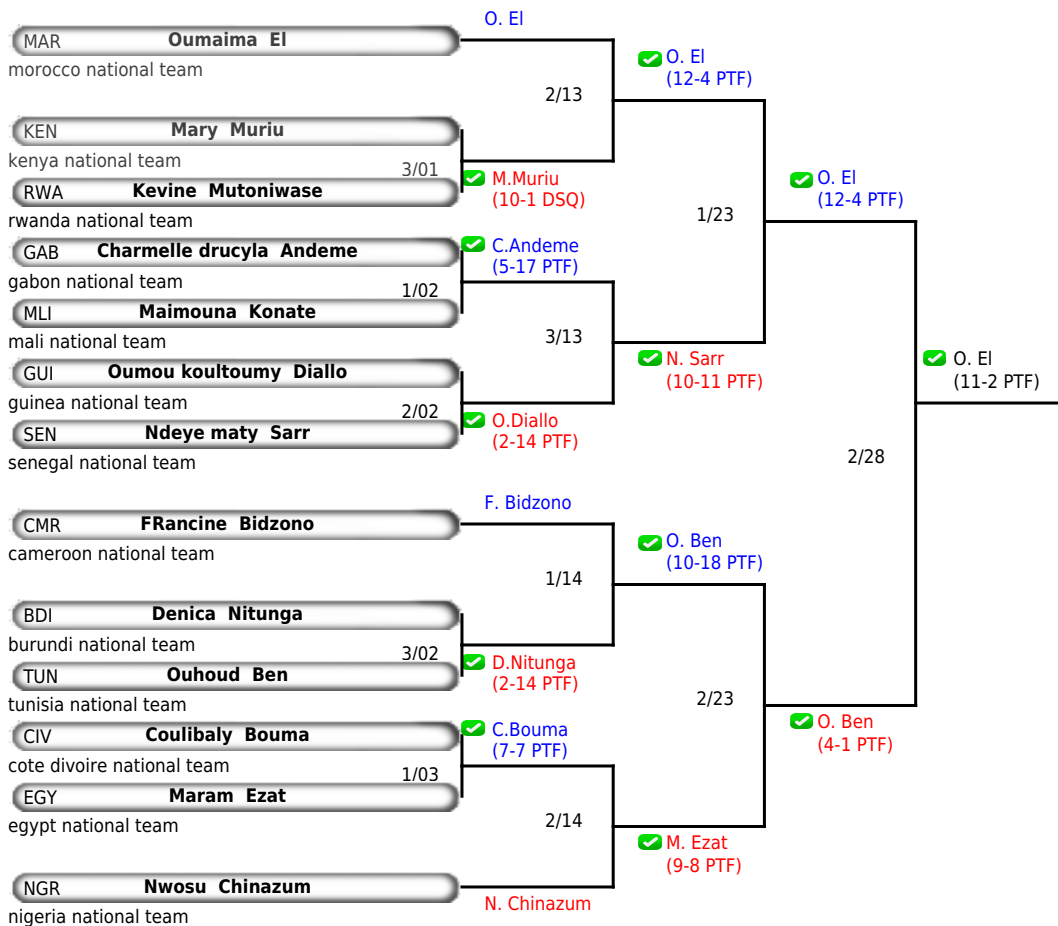 O. El
MAR Oumaima El
morocco national team
O. El
(12-4 PTF)
2/13
KEN Mary Muriu
kenya national team
3/01
M.Muriu
(10-1 DSQ)
RWA Kevine Mutoniwase
rwanda national team
O. El
(12-4 PTF)
1/23
GAB Charmelle drucyla Andeme
gabon national team
C.Andeme
(5-17 PTF)
1/02
MLI Maimouna Konate
mali national team
3/13
N. Sarr
(10-11 PTF)
O. El
(11-2 PTF)
GUI Oumou koultoumy Diallo
guinea national team
2/02
O.Diallo
(2-14 PTF)
SEN Ndeye maty Sarr
senegal national team
2/28
F. Bidzono
CMR FRancine Bidzono
cameroon national team
O. Ben
(10-18 PTF)
1/14
BDI Denica Nitunga
burundi national team
3/02
D.Nitunga
(2-14 PTF)
TUN Ouhoud Ben
tunisia national team
2/23
O. Ben
(4-1 PTF)
CIV Coulibaly Bouma
cote divoire national team
C.Bouma
(7-7 PTF)
1/03
EGY Maram Ezat
egypt national team
2/14
M. Ezat
(9-8 PTF)
NGR Nwosu Chinazum
nigeria national team
N. Chinazum